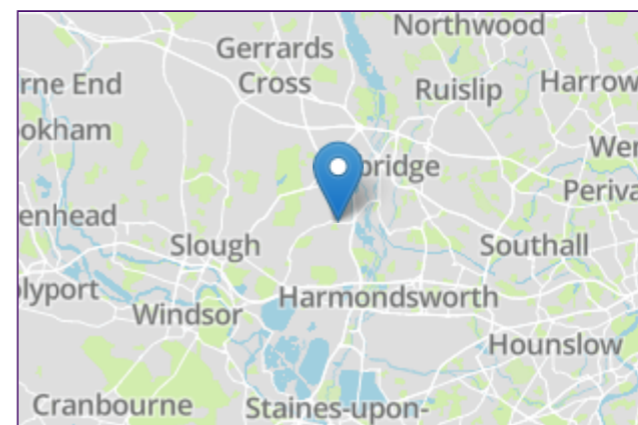 Northwood
Gerrards
Cross
rne End
Ruislip
Harrow
okham
Wer
bridge
Periva
enhead
Slough
Southall
lyport
Harmondsworth
Windsor
Hounslow
Cranbourne
Staines-upon-